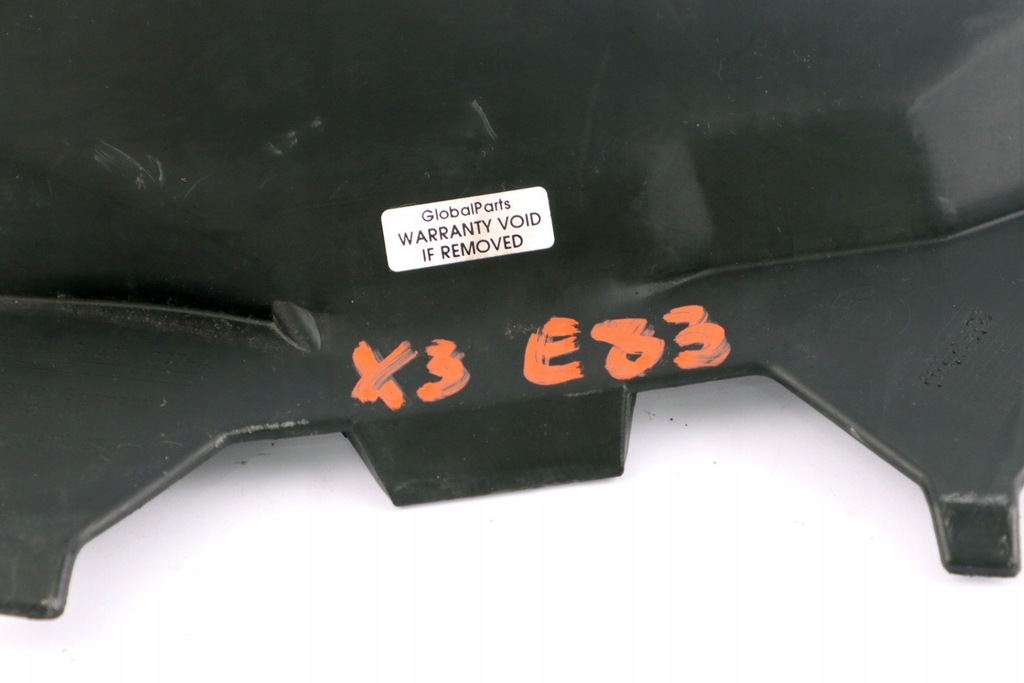 GlobalParts
WARRANTY VOID
IF REMOVED
X3 E83